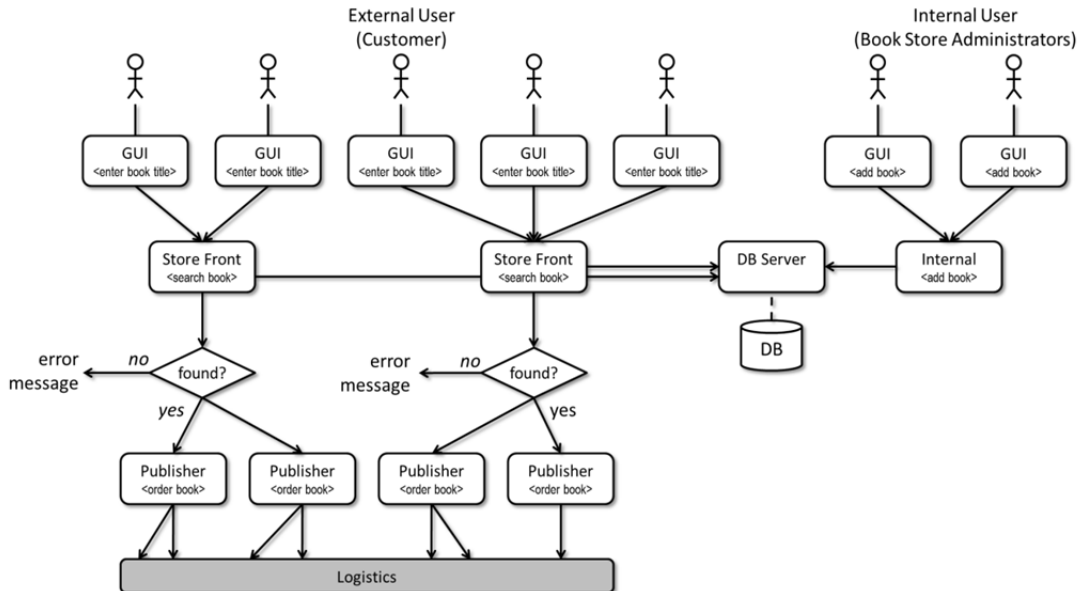 External User
(Customer)
Internal User
(Book Store Administrators)
GUI
<enter book title>
GUI
<enter book title>
GUI
<enter book title>
GUI
<enter book title>
GUI
<enter book title>
GUI
<add book>
GUI
<add book>
Store Front
<search book>
Store Front
<search book>
DB Server
Internal
<add book>
DB
error
message
no
found?
yes
error
message
no
found?
yes
Publisher
<order book>
Publisher
<order book>
Publisher
<order book>
Publisher
<order book>
Logistics